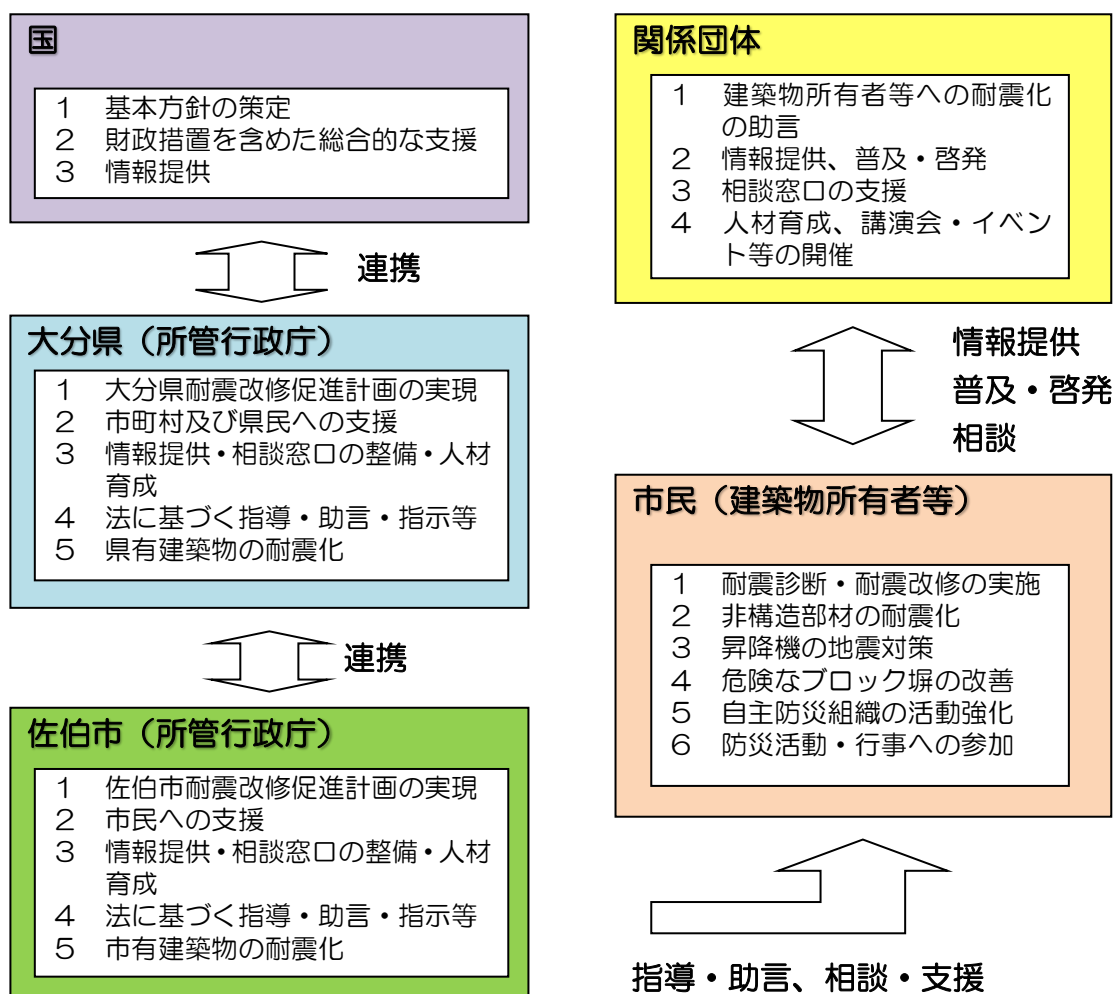 国
１　基本方針の策定
２　財政措置を含めた総合的な支援
３　情報提供
連携
大分県（所管行政庁）
１　大分県耐震改修促進計画の実現
２　市町村及び県民への支援
３　情報提供・相談窓口の整備・人材
育成
４　法に基づく指導・助言・指示等
５　県有建築物の耐震化
連携
佐伯市（所管行政庁）
１　佐伯市耐震改修促進計画の実現
２　市民への支援
３　情報提供・相談窓口の整備・人材
育成
４　法に基づく指導・助言・指示等
５　市有建築物の耐震化
関係団体
１　建築物所有者等への耐震化
の助言
２　情報提供、普及・啓発
３　相談窓口の支援
４　人材育成、講演会・イベン
ト等の開催
情報提供
普及・啓発
相談
市民（建築物所有者等）
１　耐震診断・耐震改修の実施
２　非構造部材の耐震化
３　昇降機の地震対策
４　危険なブロック塀の改善
５　自主防災組織の活動強化
６　防災活動・行事への参加
指導・助言、相談・支援